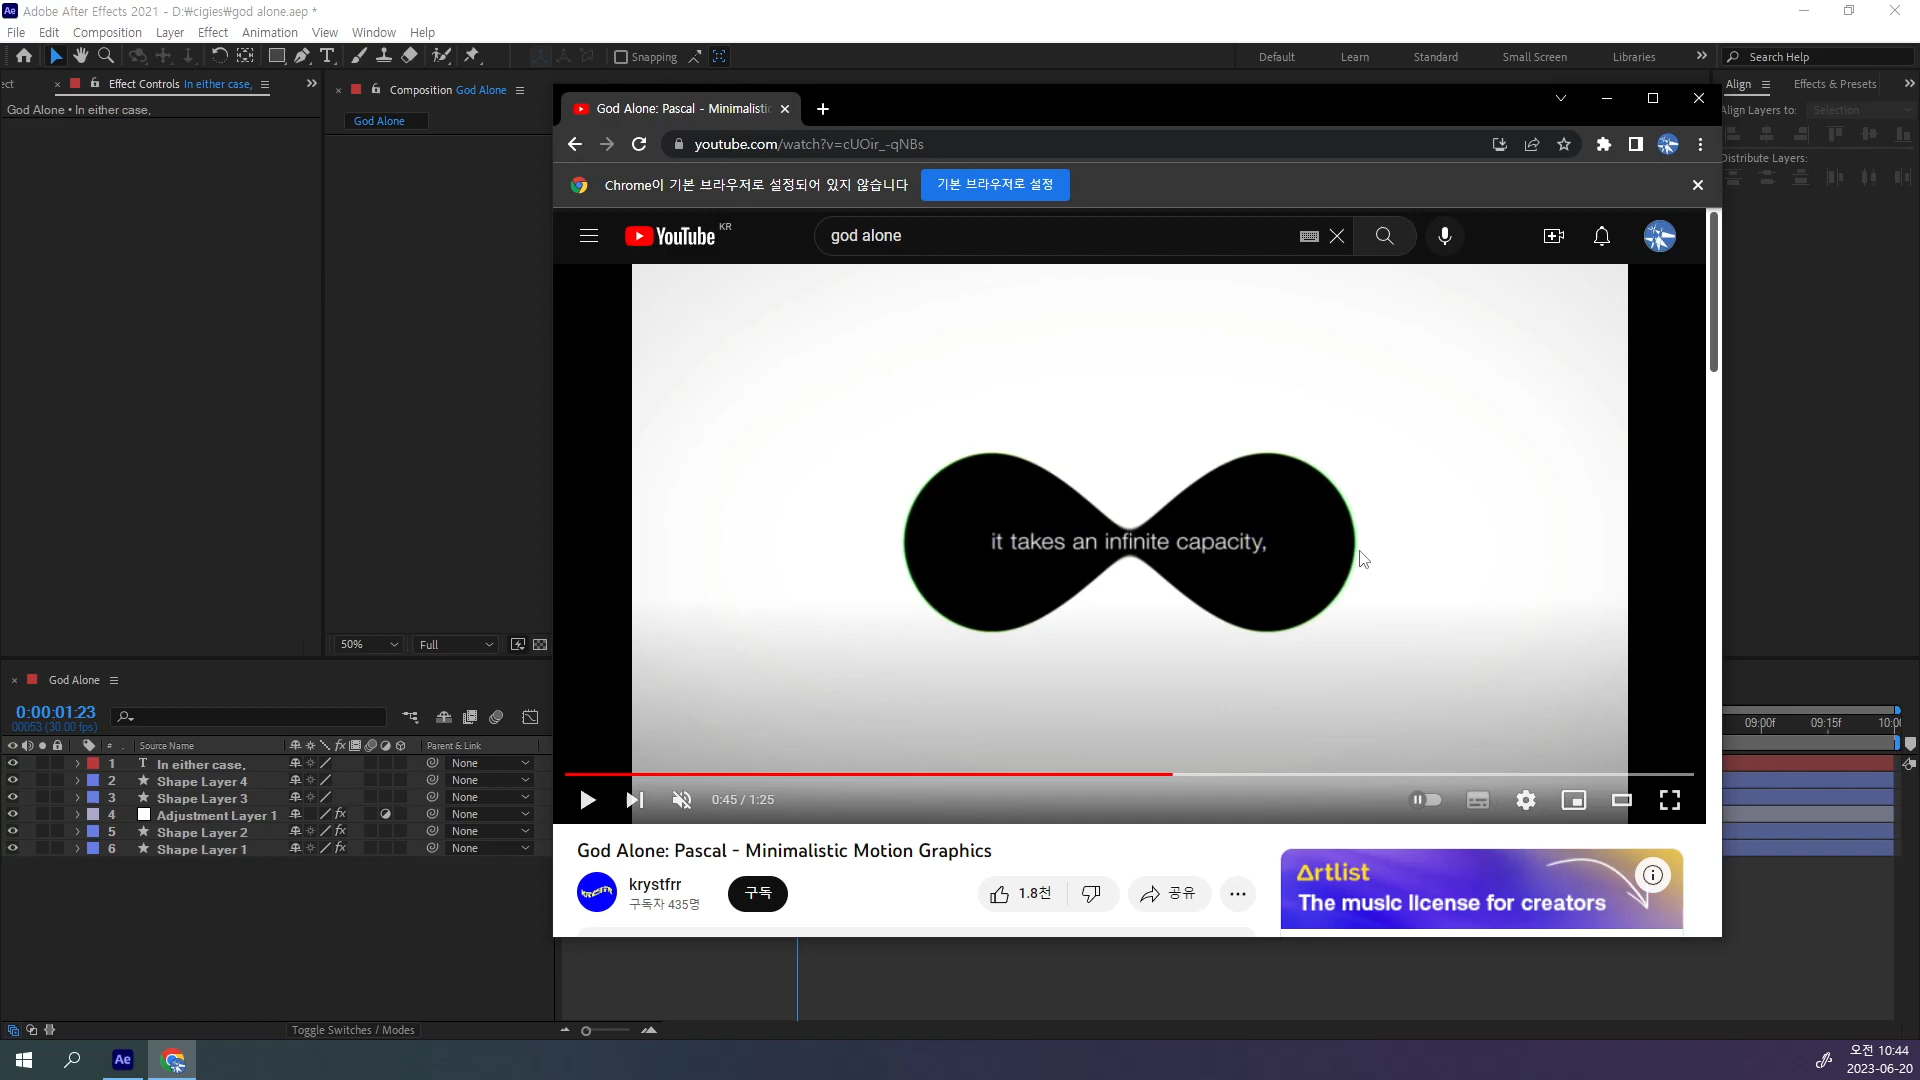 Ae Adobe After Effects 2021 - D:\cigies\god alone.aep *
File Edit Composition Layer Effect Animation View Window Help
Snapping Default Learn Standard Small Screen Libraries Search Help
ect Effect Controls In either case,
God Alone • In either case,
Composition God Alone
God Alone
Align Effects & Presets
Align Layers to: Selection
Distribute Layers:
God Alone: Pascal - Minimalistic
youtube.com/watch?v=cUOir_-qNBs
Chrome이 기본 브라우저로 설정되어 있지 않습니다 기본 브라우저로 설정
YouTube KR god alone
it takes an infinite capacity,
0:45 / 1:25
God Alone: Pascal - Minimalistic Motion Graphics
krystfrr
구독자 435명
구독
1.8천
공유
Artlist
The music license for creators
50% Full
God Alone
0:00:01:23
00053 (30.00 fps)
# Source Name fx Parent & Link
1 T In either case, None
2 Shape Layer 4 None
3 Shape Layer 3 None
4 Adjustment Layer 1 fx None
5 Shape Layer 2 fx None
6 Shape Layer 1 fx None
09:00f 09:15f 10:0
Toggle Switches / Modes
Ae
오전 10:44
2023-06-20